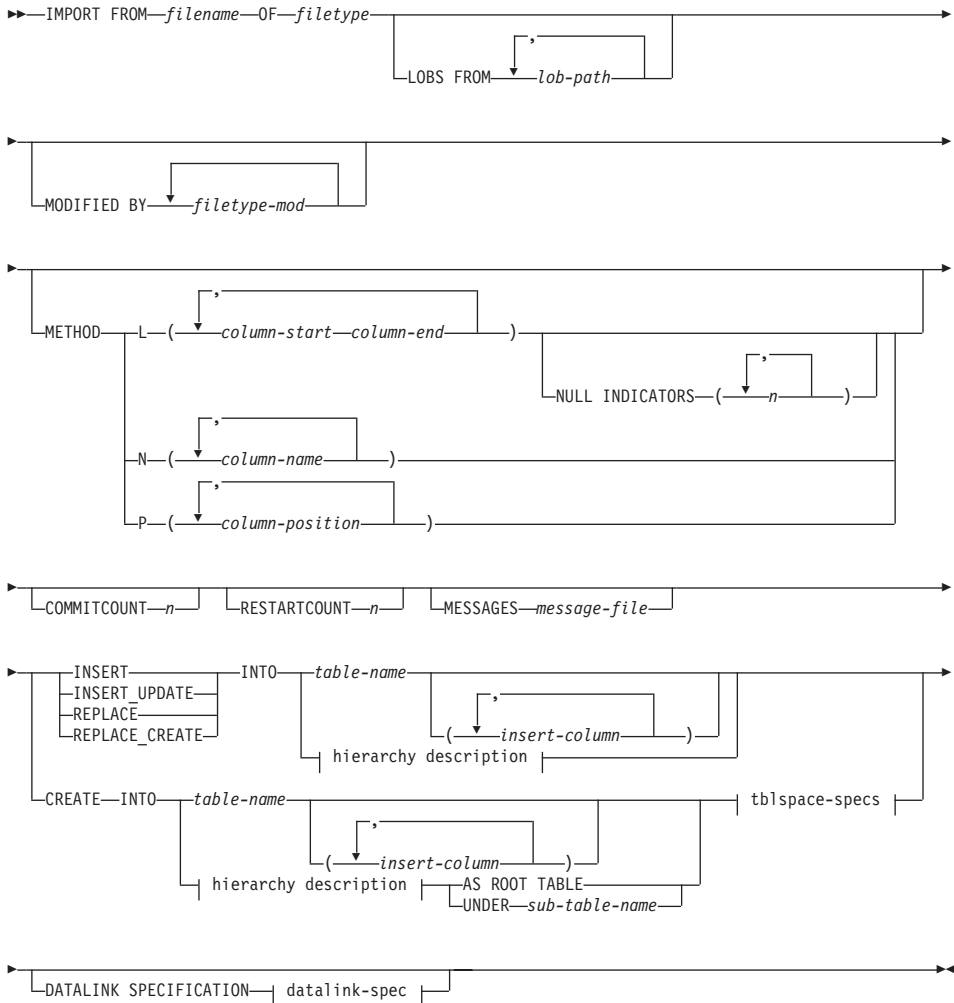 IMPORT FROM filename OF filetype
,
LOBS FROM lob-path
MODIFIED BY filetype-mod
,
METHOD L ( column-start column-end )
,
NULL INDICATORS ( n )
,
N ( column-name )
,
P ( column-position )
COMMITCOUNT n RESTARTCOUNT n MESSAGES message-file
INSERT INTO table-name
INSERT_UPDATE
,
REPLACE
REPLACE_CREATE ( insert-column )
hierarchy description
CREATE INTO table-name tblspace-specs
,
( insert-column )
hierarchy description AS ROOT TABLE
UNDER sub-table-name
DATALINK SPECIFICATION datalink-spec